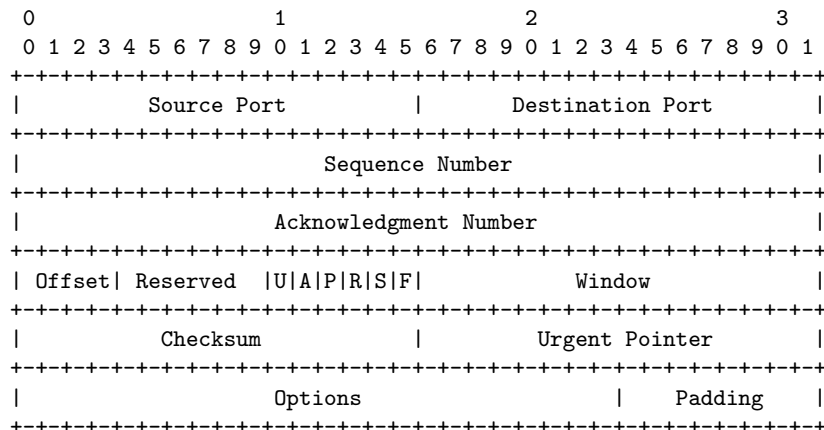 0                   1                   2                   3
 0 1 2 3 4 5 6 7 8 9 0 1 2 3 4 5 6 7 8 9 0 1 2 3 4 5 6 7 8 9 0 1
+-+-+-+-+-+-+-+-+-+-+-+-+-+-+-+-+-+-+-+-+-+-+-+-+-+-+-+-+-+-+-+-+
|          Source Port          |       Destination Port        |
+-+-+-+-+-+-+-+-+-+-+-+-+-+-+-+-+-+-+-+-+-+-+-+-+-+-+-+-+-+-+-+-+
|                        Sequence Number                        |
+-+-+-+-+-+-+-+-+-+-+-+-+-+-+-+-+-+-+-+-+-+-+-+-+-+-+-+-+-+-+-+-+
|                    Acknowledgment Number                      |
+-+-+-+-+-+-+-+-+-+-+-+-+-+-+-+-+-+-+-+-+-+-+-+-+-+-+-+-+-+-+-+-+
| Offset| Reserved  |U|A|P|R|S|F|            Window             |
+-+-+-+-+-+-+-+-+-+-+-+-+-+-+-+-+-+-+-+-+-+-+-+-+-+-+-+-+-+-+-+-+
|           Checksum            |         Urgent Pointer        |
+-+-+-+-+-+-+-+-+-+-+-+-+-+-+-+-+-+-+-+-+-+-+-+-+-+-+-+-+-+-+-+-+
|                    Options                    |    Padding    |
+-+-+-+-+-+-+-+-+-+-+-+-+-+-+-+-+-+-+-+-+-+-+-+-+-+-+-+-+-+-+-+-+